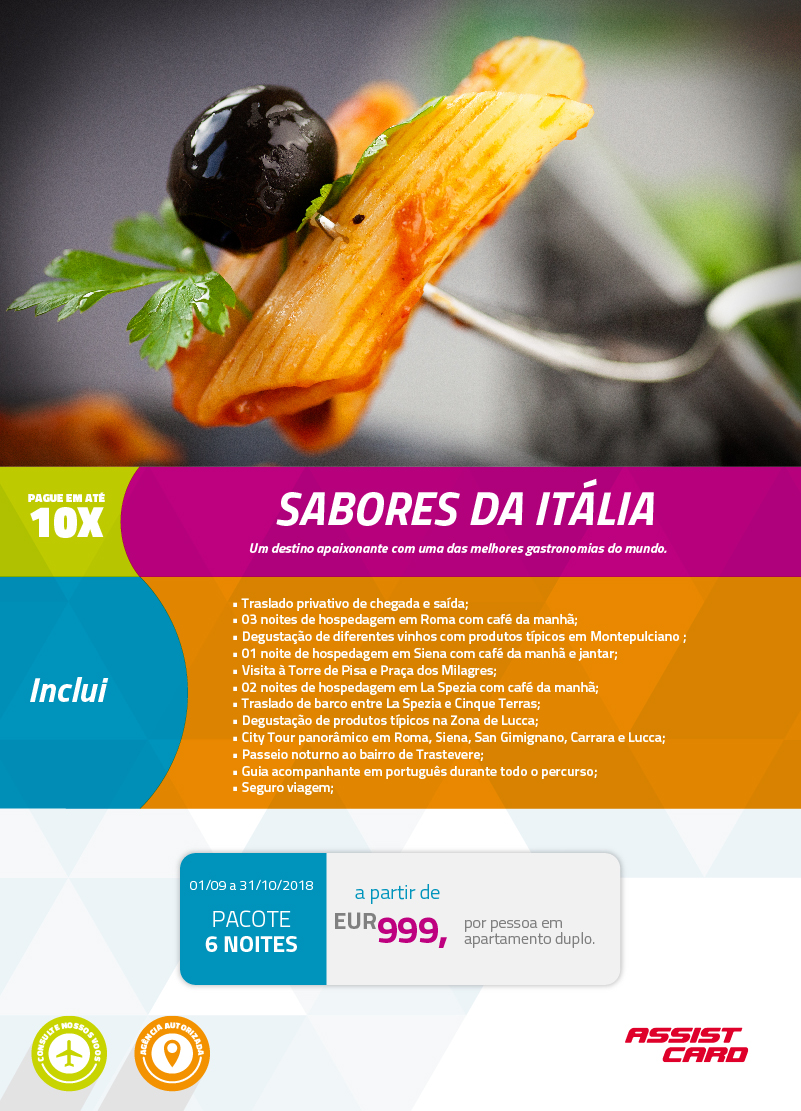 PAGUE EM ATÉ
10X
SABORES DA ITÁLIA
Um destino apaixonante com uma das melhores gastronomias do mundo.
Inclui
• Traslado privativo de chegada e saída;
• 03 noites de hospedagem em Roma com café da manhã;
• Degustação de diferentes vinhos com produtos típicos em Montepulciano ;
• 01 noite de hospedagem em Siena com café da manhã e jantar;
• Visita à Torre de Pisa e Praça dos Milagres;
• 02 noites de hospedagem em La Spezia com café da manhã;
• Traslado de barco entre La Spezia e Cinque Terras;
• Degustação de produtos típicos na Zona de Lucca;
• City Tour panorâmico em Roma, Siena, San Gimignano, Carrara e Lucca;
• Passeio noturno ao bairro de Trastevere;
• Guia acompanhante em português durante todo o percurso;
• Seguro viagem;
01/09 a 31/10/2018
PACOTE
6 NOITES
a partir de
EUR999,
por pessoa em
apartamento duplo.
CONSULTE NOSSOS VOOS
AGÊNCIA AUTORIZADA
ASSIST
CARD